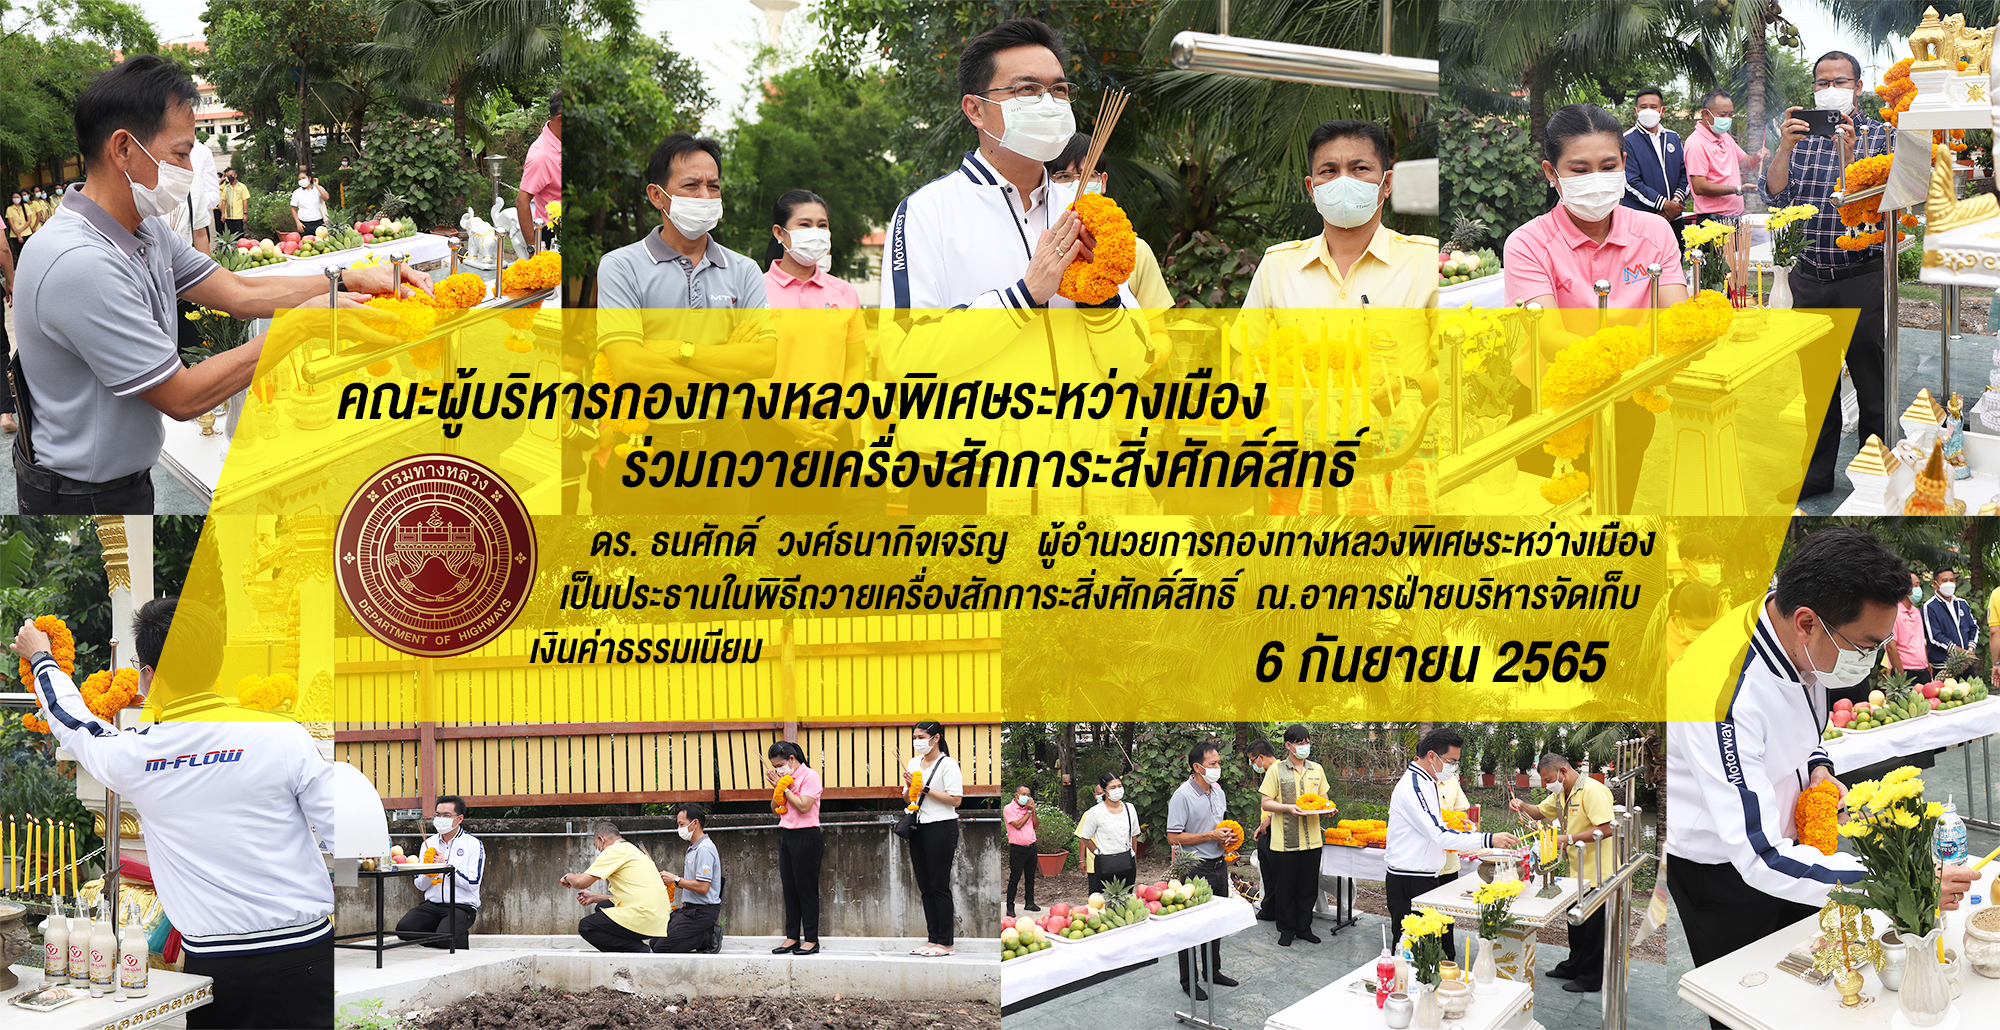 คณะผู้บริหารกองทางหลวงพิเศษระหว่างเมือง
ร่วมถวายเครื่องสักการะสิ่งศักดิ์สิทธิ์
ดร. ธนศักดิ์ วงศ์ธนากิจเจริญ ผู้อำนวยการกองทางหลวงพิเศษระหว่างเมือง
เป็นประธานในพิธีถวายเครื่องสักการะสิ่งศักดิ์สิทธิ์ ณ.อาคารฝ่ายบริหารจัดเก็บ
เงินค่าธรรมเนียม
6 กันยายน 2565
กรมทางหลวง
DEPARTMENT OF HIGHWAYS
Motorway
M-FLOW
Motorway